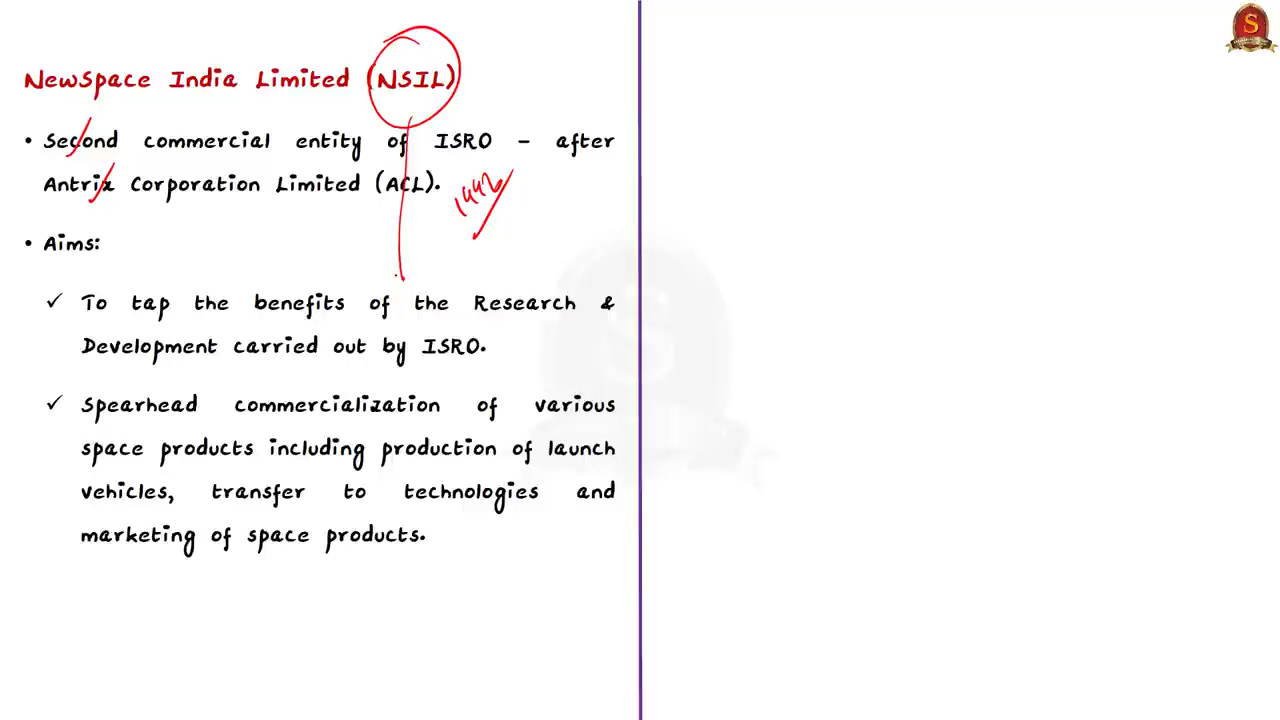 NewSpace India Limited (NSIL)
• Second commercial entity of ISRO – after
Antrix Corporation Limited (ACL).
1992
• Aims:
✓ To tap the benefits of the Research &
Development carried out by ISRO.
✓ Spearhead commercialization of various
space products including production of launch
vehicles, transfer to technologies and
marketing of space products.
S